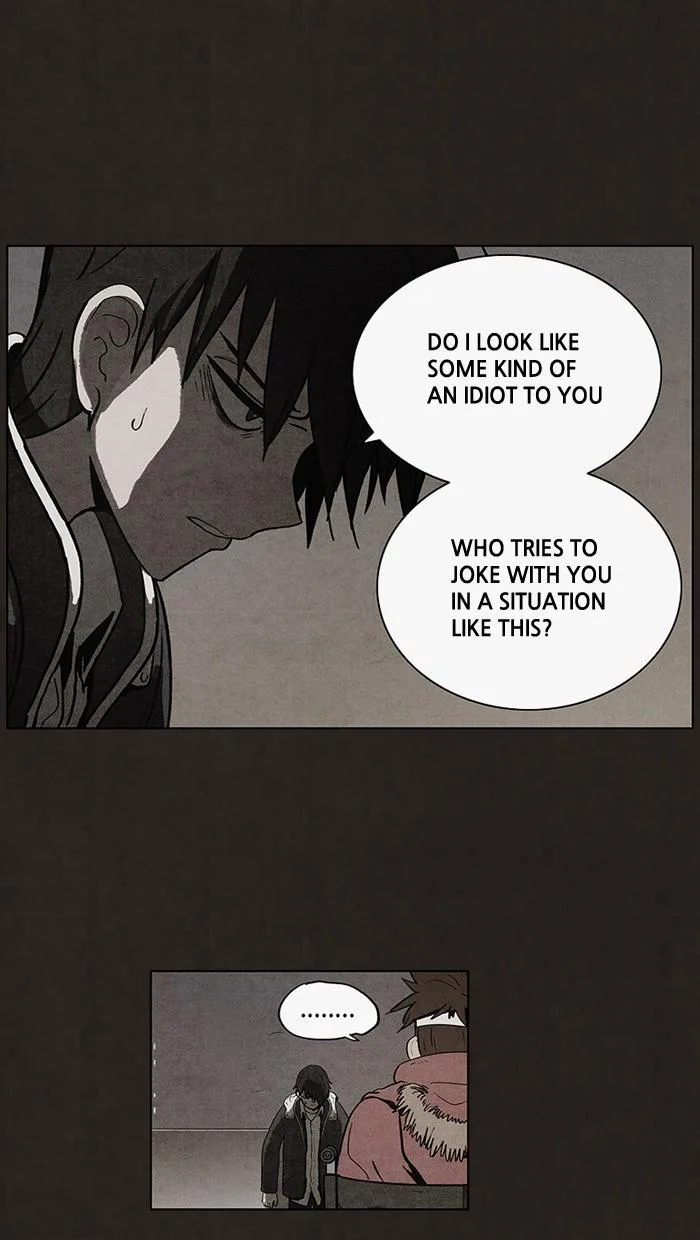 DO I LOOK LIKE
SOME KIND OF
AN IDIOT TO YOU
WHO TRIES TO
JOKE WITH YOU
IN A SITUATION
LIKE THIS?
........